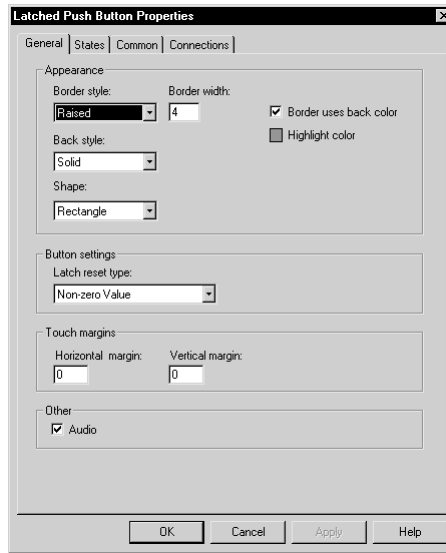 Latched Push Button Properties
General States Common Connections
Appearance
Border style: Border width:
Raised 4 Border uses back color
Back style: Highlight color
Solid
Shape:
Rectangle
Button settings
Latch reset type:
Non-zero Value
Touch margins
Horizontal margin: Vertical margin:
0 0
Other
Audio
OK Cancel Apply Help